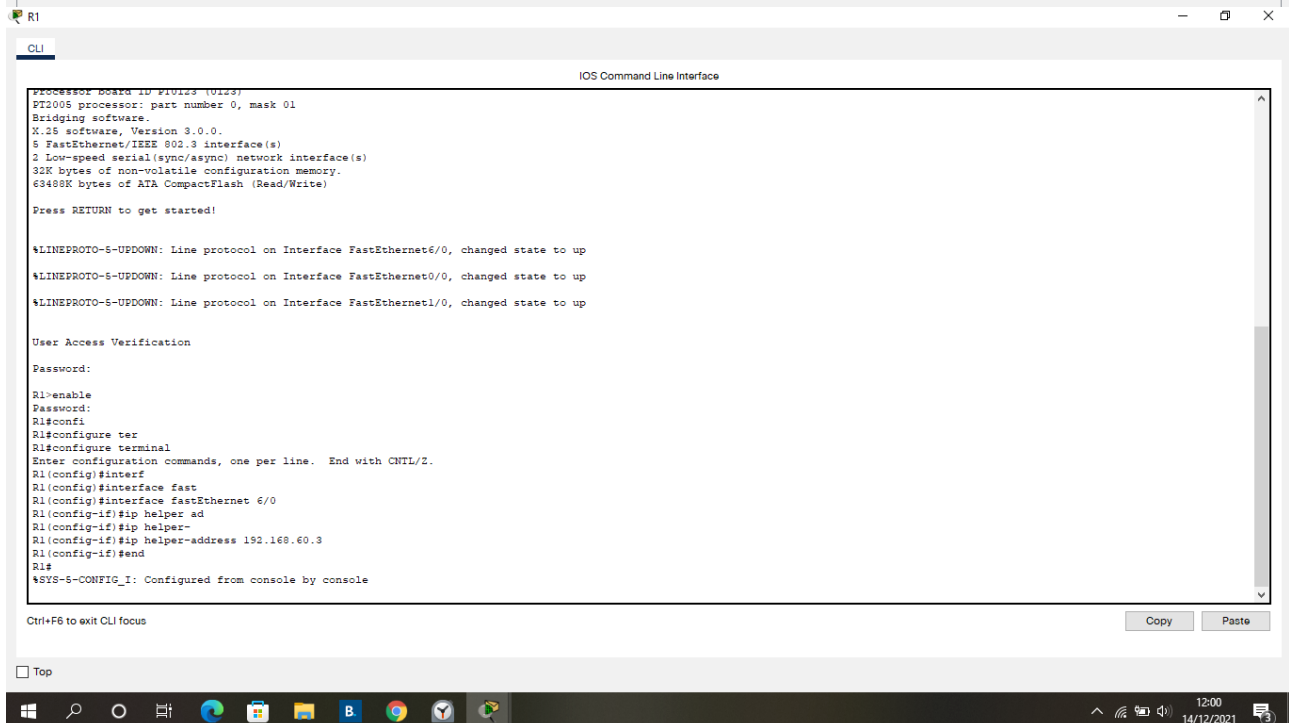 R1
CLI
IOS Command Line Interface
Processor board ID PT0123 (0123)
PT2005 processor: part number 0, mask 01
Bridging software.
X.25 software, Version 3.0.0.
5 FastEthernet/IEEE 802.3 interface(s)
2 Low-speed serial(sync/async) network interface(s)
32K bytes of non-volatile configuration memory.
63488K bytes of ATA CompactFlash (Read/Write)
Press RETURN to get started!
%LINEPROTO-5-UPDOWN: Line protocol on Interface FastEthernet6/0, changed state to up
%LINEPROTO-5-UPDOWN: Line protocol on Interface FastEthernet0/0, changed state to up
%LINEPROTO-5-UPDOWN: Line protocol on Interface FastEthernet1/0, changed state to up
User Access Verification
Password:
R1>enable
Password:
R1#confi
R1#configure ter
R1#configure terminal
Enter configuration commands, one per line.  End with CNTL/Z.
R1(config)#interf
R1(config)#interface fast
R1(config)#interface fastEthernet 6/0
R1(config-if)#ip helper ad
R1(config-if)#ip helper-
R1(config-if)#ip helper-address 192.168.60.3
R1(config-if)#end
R1#
%SYS-5-CONFIG_I: Configured from console by console
Ctrl+F6 to exit CLI focus
Copy
Paste
Top
B.
12:00
14/12/2021
3